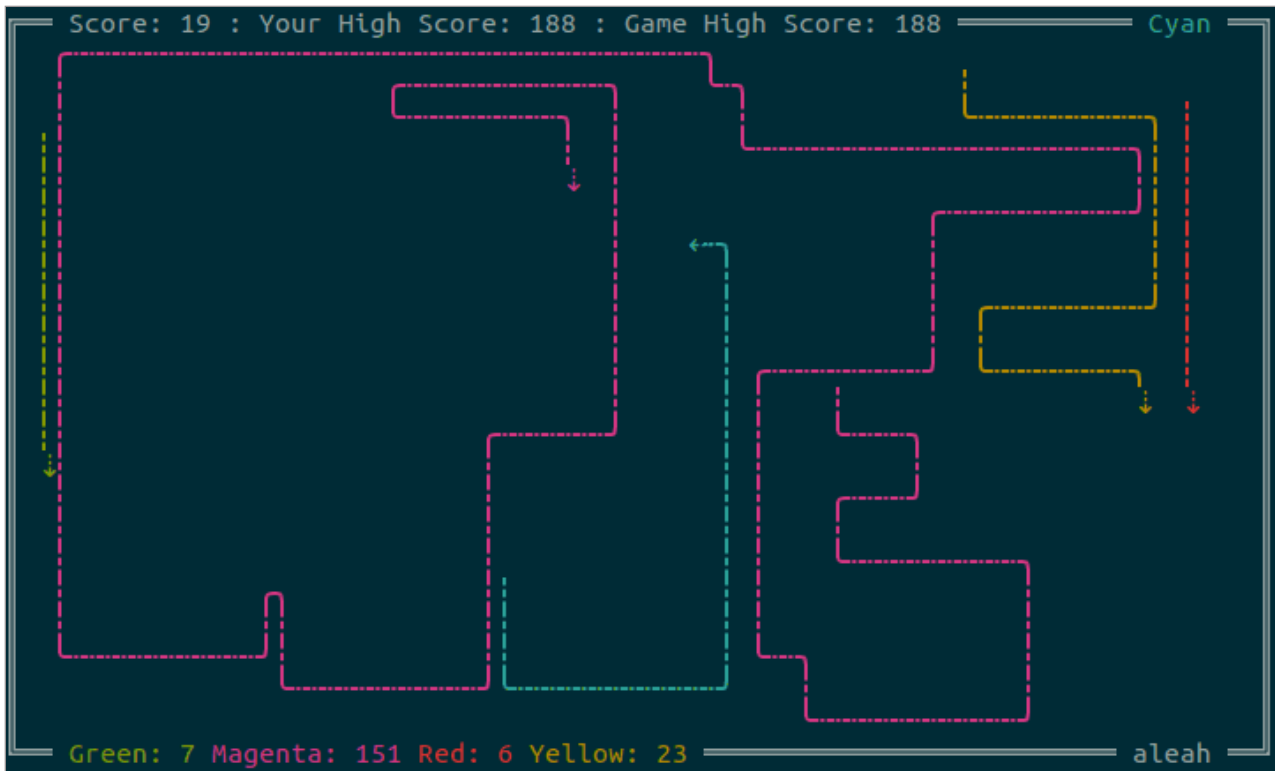 Score: 19 : Your High Score: 188 : Game High Score: 188 Cyan
Green: 7 Magenta: 151 Red: 6 Yellow: 23 aleah